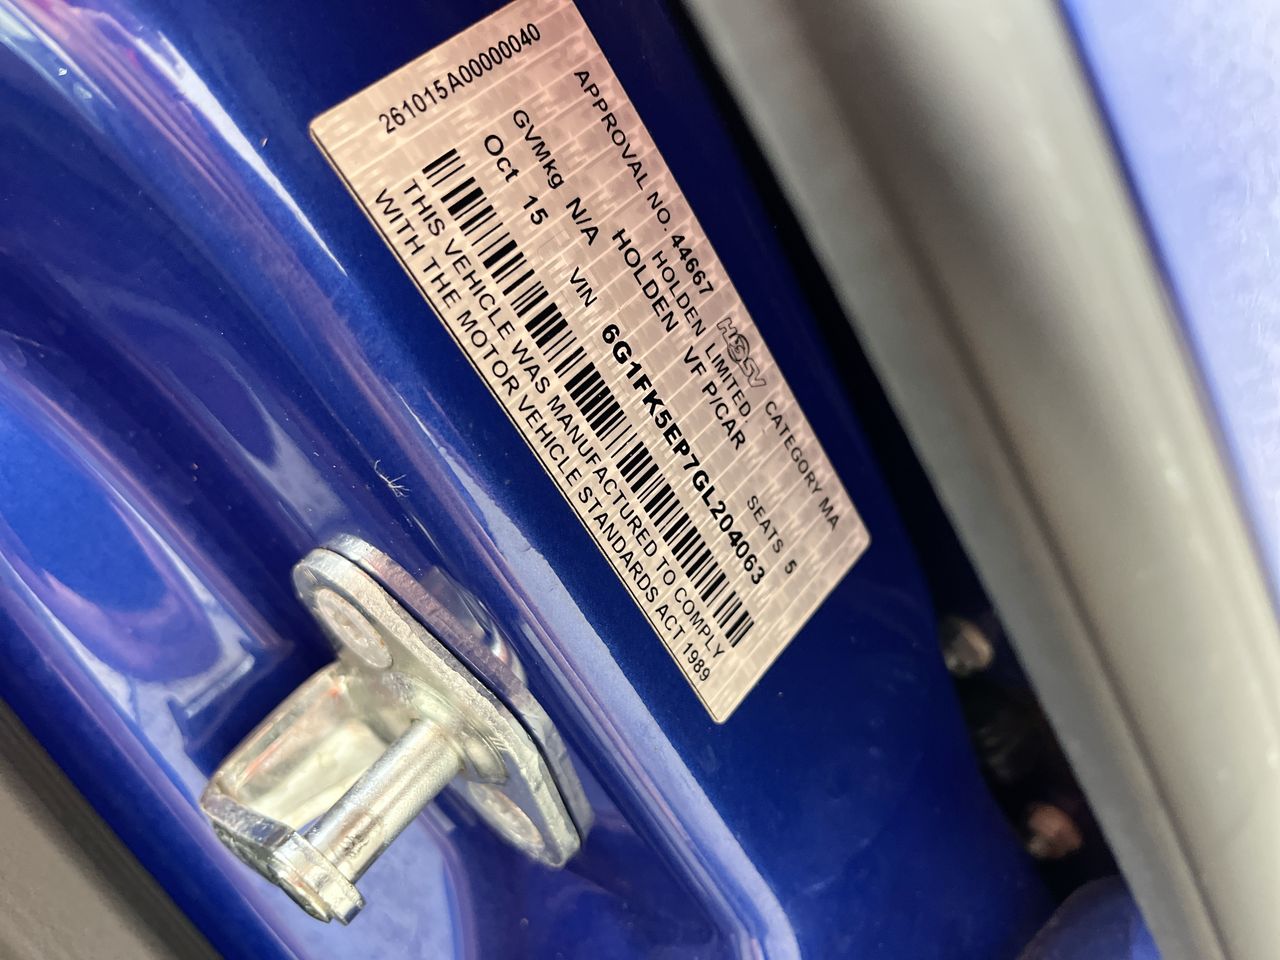 261015A00000040
APPROVAL NO. 44667 HSV CATEGORY MA
HOLDEN LIMITED
GVMkg N/A HOLDEN VF P/CAR SEATS 5
Oct 15 VIN 6G1FK5EP7GL204063
THIS VEHICLE WAS MANUFACTURED TO COMPLY
WITH THE MOTOR VEHICLE STANDARDS ACT 1989